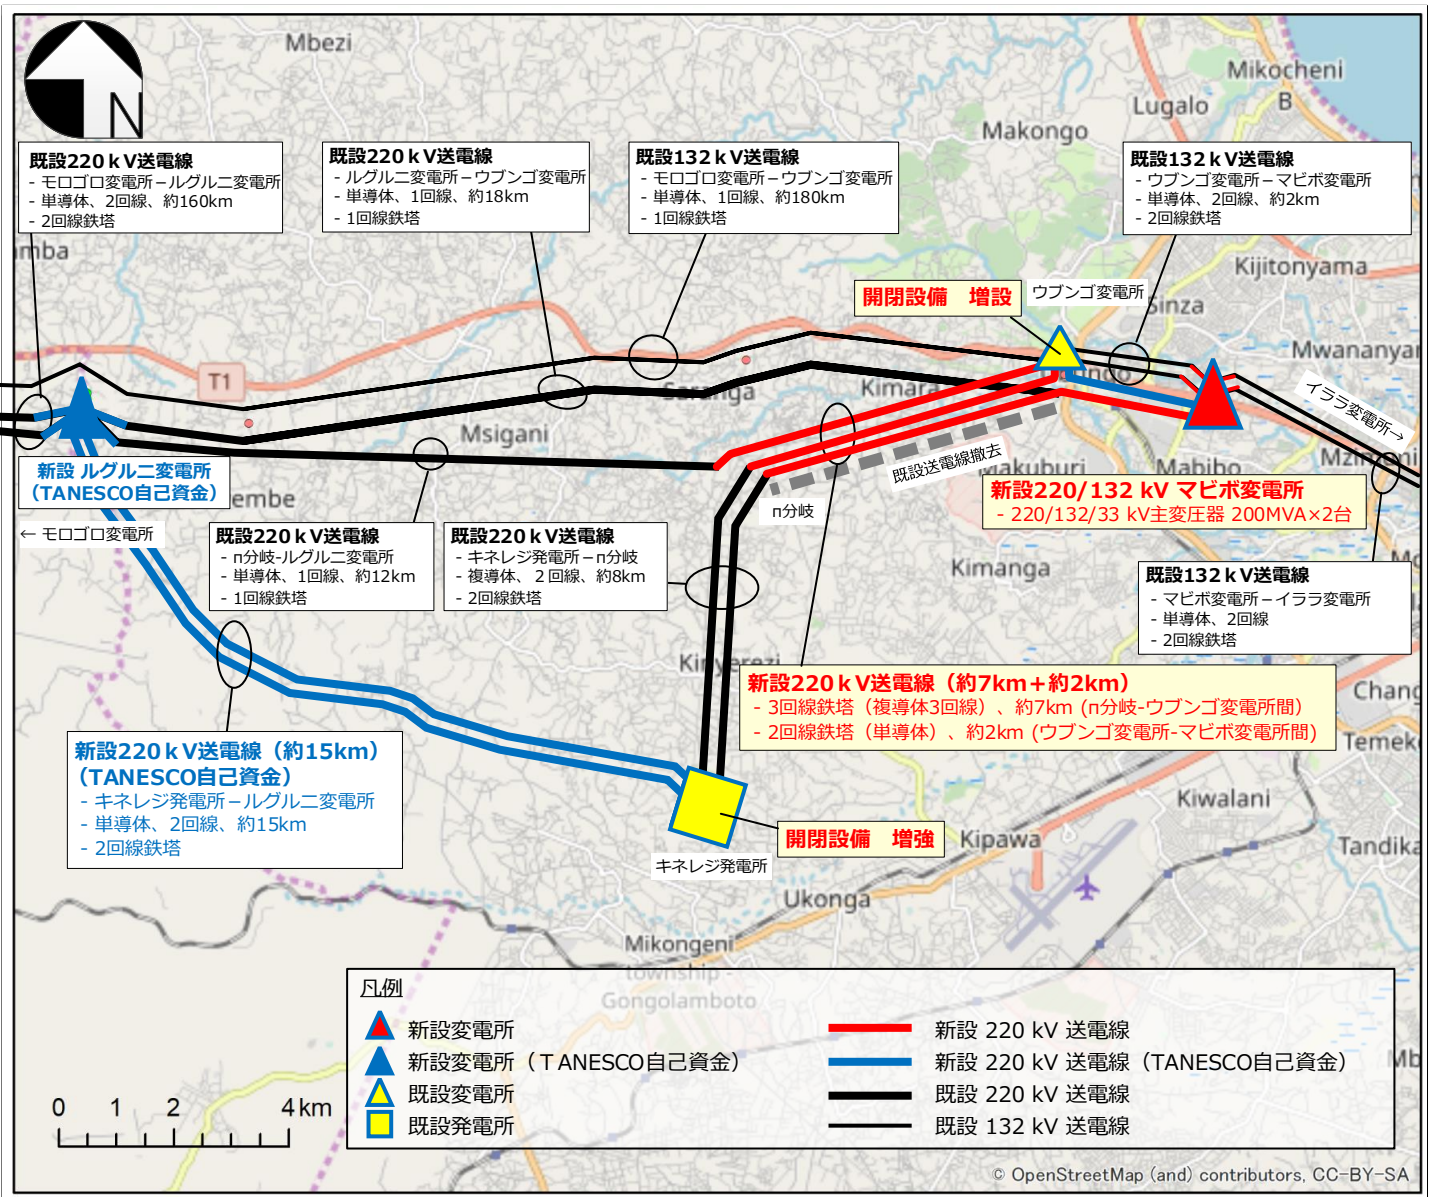 Mbezi
Mikocheni
B
Lugalo
Makongo
N
既設220ｋV送電線
- モロゴロ変電所－ルグルニ変電所
- 単導体、2回線、約160km
- 2回線鉄塔
既設220ｋV送電線
- ルグルニ変電所－ウブンゴ変電所
- 単導体、1回線、約18km
- 1回線鉄塔
既設132ｋV送電線
- モロゴロ変電所－ウブンゴ変電所
- 単導体、1回線、約180km
- 1回線鉄塔
既設132ｋV送電線
- ウブンゴ変電所－マビボ変電所
- 単導体、2回線、約2km
- 2回線鉄塔
amba
Kijitonyama
開閉設備　増設
ウブンゴ変電所
Sinza
Mwananyar
T1
Saranga
Kimara
イララ変電所→
Msigani
既設送電線撤去
Makuburi
Mabibo
Mzimani
新設 ルグルニ変電所
（TANESCO自己資金）
embe
新設220/132 kV マビボ変電所
- 220/132/33 kV主変圧器 200MVA×2台
π分岐
← モロゴロ変電所
既設220ｋV送電線
- π分岐-ルグルニ変電所
- 単導体、1回線、約12km
- 1回線鉄塔
既設220ｋV送電線
- キネレジ発電所－π分岐
- 複導体、２回線、約8km
- 2回線鉄塔
Kimanga
既設132ｋV送電線
- マビボ変電所－イララ変電所
- 単導体、2回線
- 2回線鉄塔
Kinyerezi
新設220ｋV送電線（約7km＋約2km）
- 3回線鉄塔（複導体3回線）、約7km (π分岐-ウブンゴ変電所間）
- 2回線鉄塔（単導体）、約2km (ウブンゴ変電所-マビボ変電所間)
Chang
Temeke
新設220ｋV送電線（約15km）
（TANESCO自己資金）
- キネレジ発電所－ルグルニ変電所
- 単導体、2回線、約15km
- 2回線鉄塔
Kiwalani
開閉設備　増強
Kipawa
Tandika
キネレジ発電所
Ukonga
Mikongeni
township -
Gongolamboto
凡例
新設変電所
新設変電所（ＴANESCO自己資金）
既設変電所
既設発電所
新設 220 kV 送電線
新設 220 kV 送電線（TANESCO自己資金）
既設 220 kV 送電線
既設 132 kV 送電線
Mb
0 1 2 4 km
© OpenStreetMap (and) contributors, CC-BY-SA